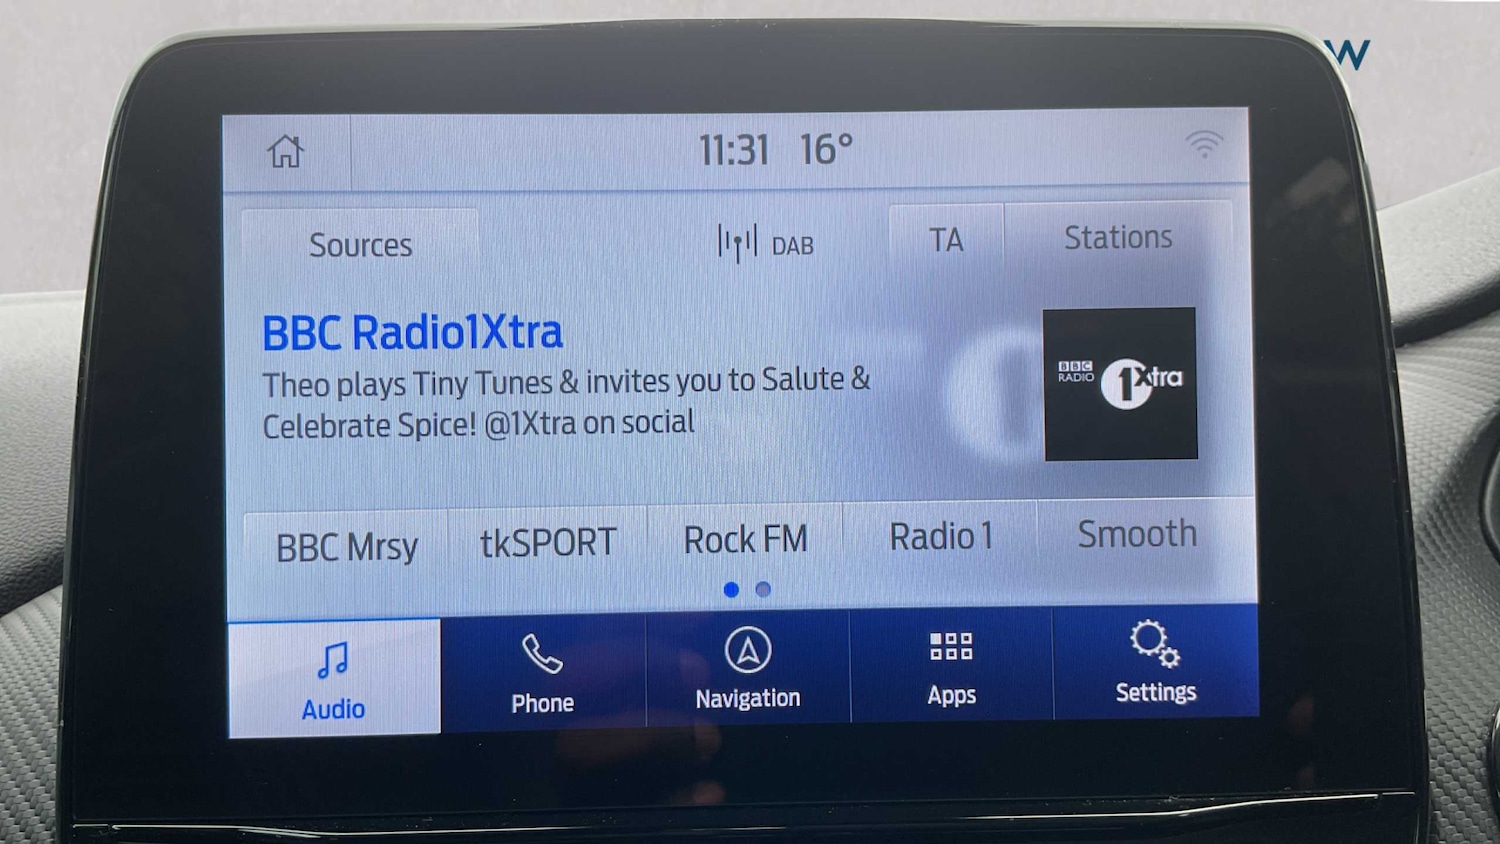 W
11:31 16°
Sources
DAB
TA
Stations
BBC Radio1Xtra
Theo plays Tiny Tunes & invites you to Salute &
Celebrate Spice! @1Xtra on social
BBC
RADIO
1Xtra
BBC Mrsy
tkSPORT
Rock FM
Radio 1
Smooth
Audio
Phone
Navigation
Apps
Settings